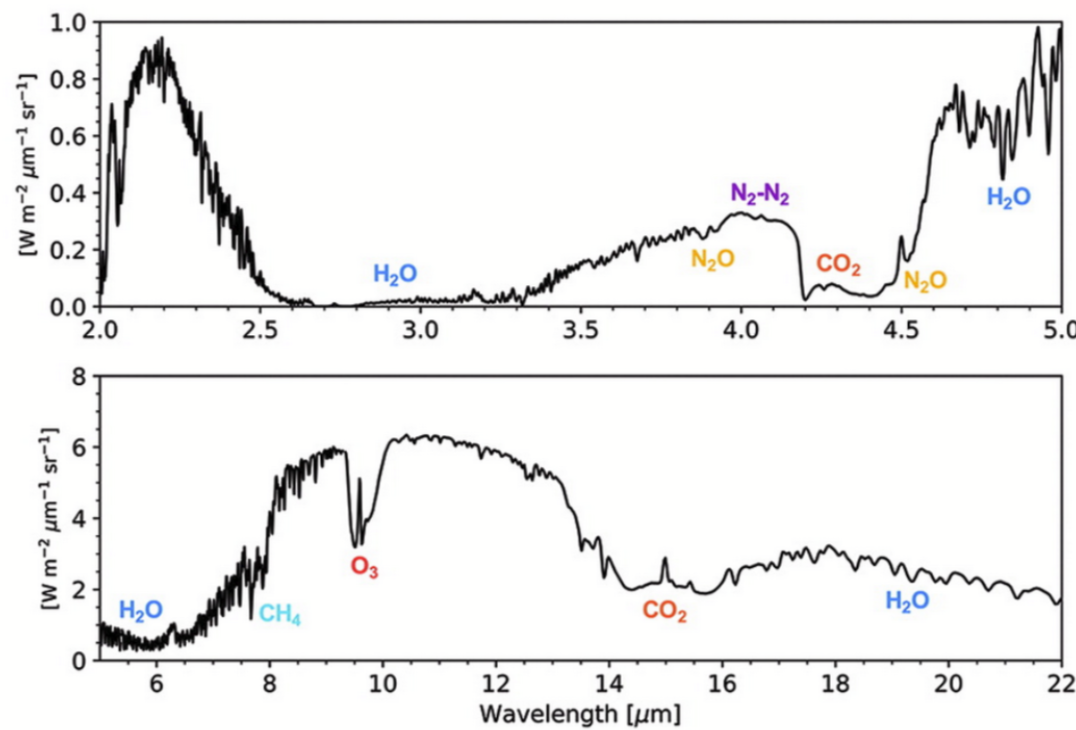 1.0
0.8
0.6
0.4
0.2
0.0
[W m⁻² μm⁻¹ sr⁻¹]
H₂O
N₂O
N₂-N₂
CO₂
N₂O
H₂O
2.0 2.5 3.0 3.5 4.0 4.5 5.0
8
6
4
2
0
[W m⁻² μm⁻¹ sr⁻¹]
H₂O
CH₄
O₃
CO₂
H₂O
6 8 10 12 14 16 18 20 22
Wavelength [μm]